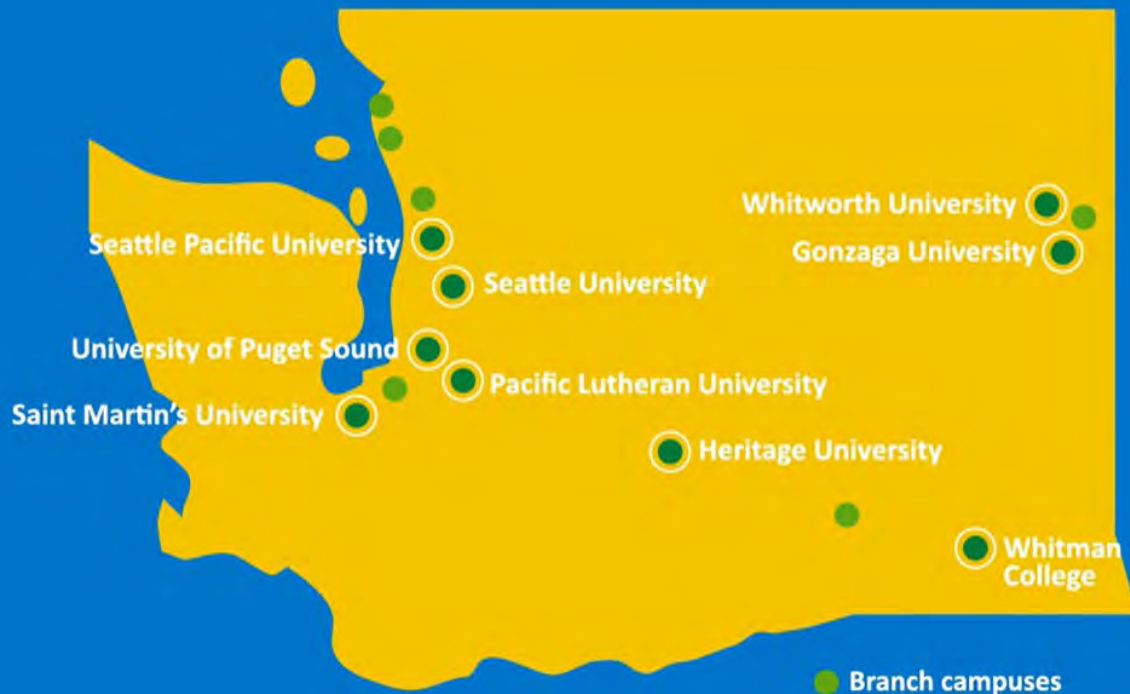 Whitworth University
Seattle Pacific University
Gonzaga University
Seattle University
University of Puget Sound
Pacific Lutheran University
Saint Martin's University
Heritage University
Whitman
College
Branch campuses